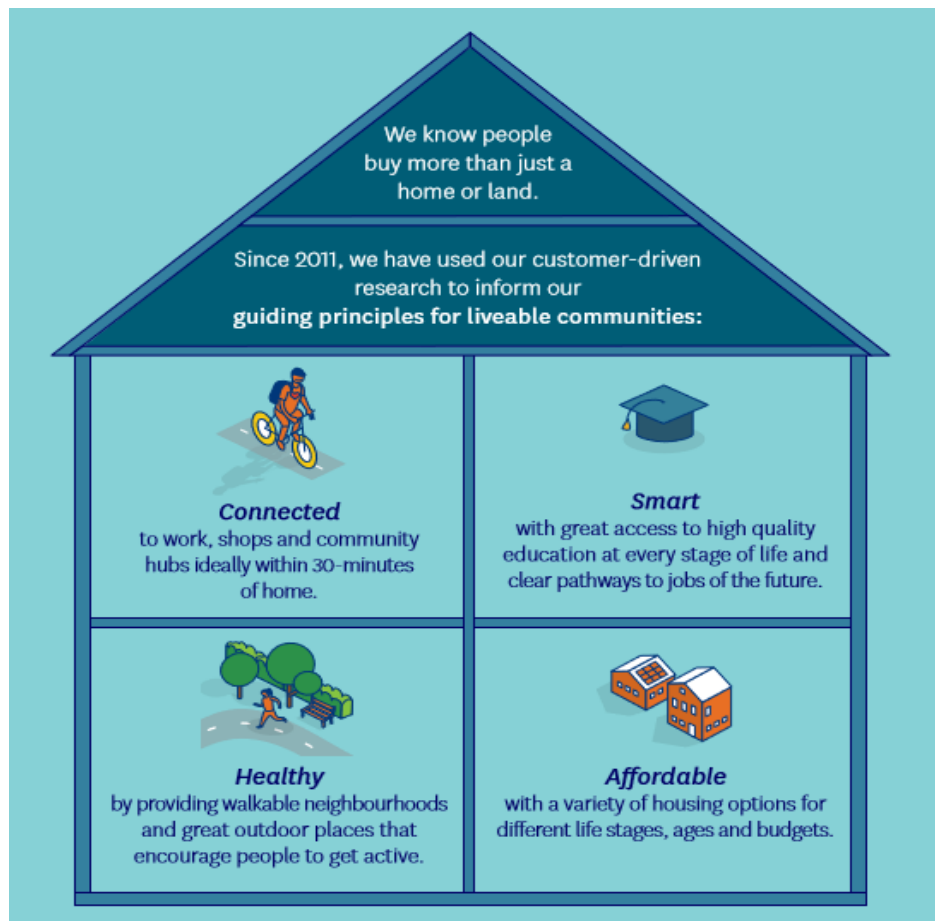 We know people
buy more than just a
home or land.
Since 2011, we have used our customer-driven
research to inform our
guiding principles for liveable communities:
Connected
to work, shops and community
hubs ideally within 30-minutes
of home.
Smart
with great access to high quality
education at every stage of life and
clear pathways to jobs of the future.
Healthy
by providing walkable neighbourhoods
and great outdoor places that
encourage people to get active.
Affordable
with a variety of housing options for
different life stages, ages and budgets.